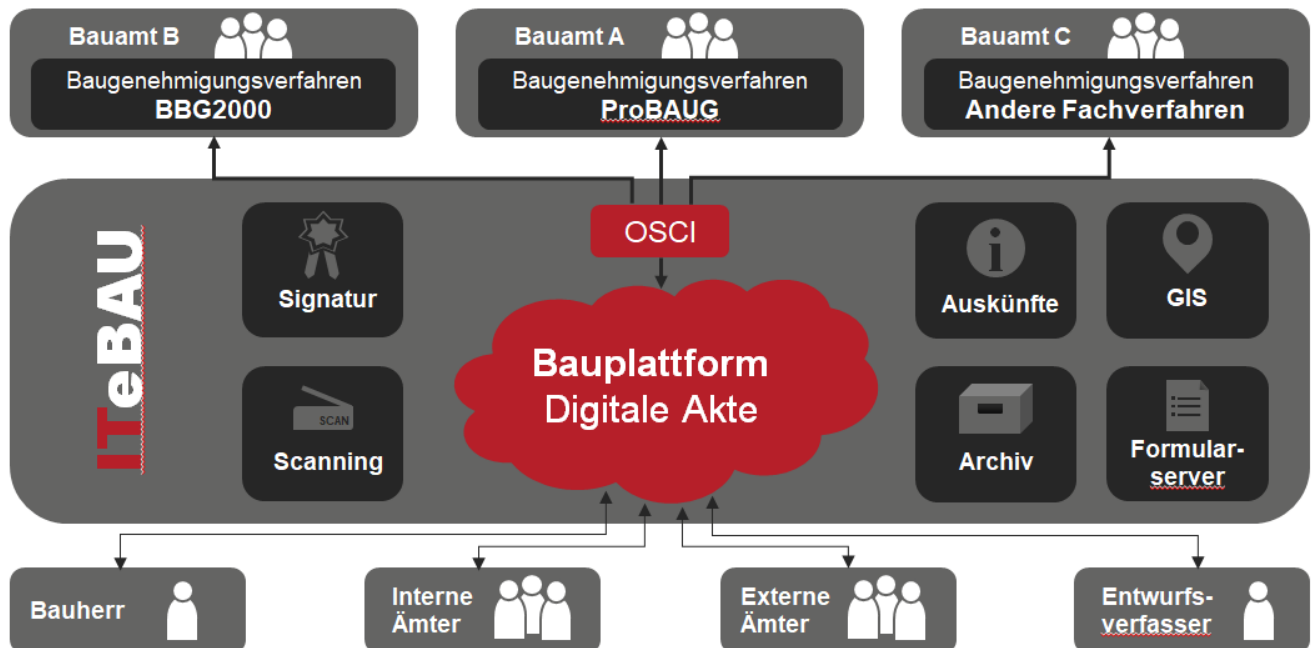 Bauamt B
Baugenehmigungsverfahren
BBG2000
Bauamt A
Baugenehmigungsverfahren
ProBAUG
Bauamt C
Baugenehmigungsverfahren
Andere Fachverfahren
ITeBAU
Signatur
SCAN
Scanning
OSCI
Bauplattform
Digitale Akte
Auskünfte
GIS
Archiv
Formular-
server
Bauherr
Interne
Ämter
Externe
Ämter
Entwurfs-
verfasser